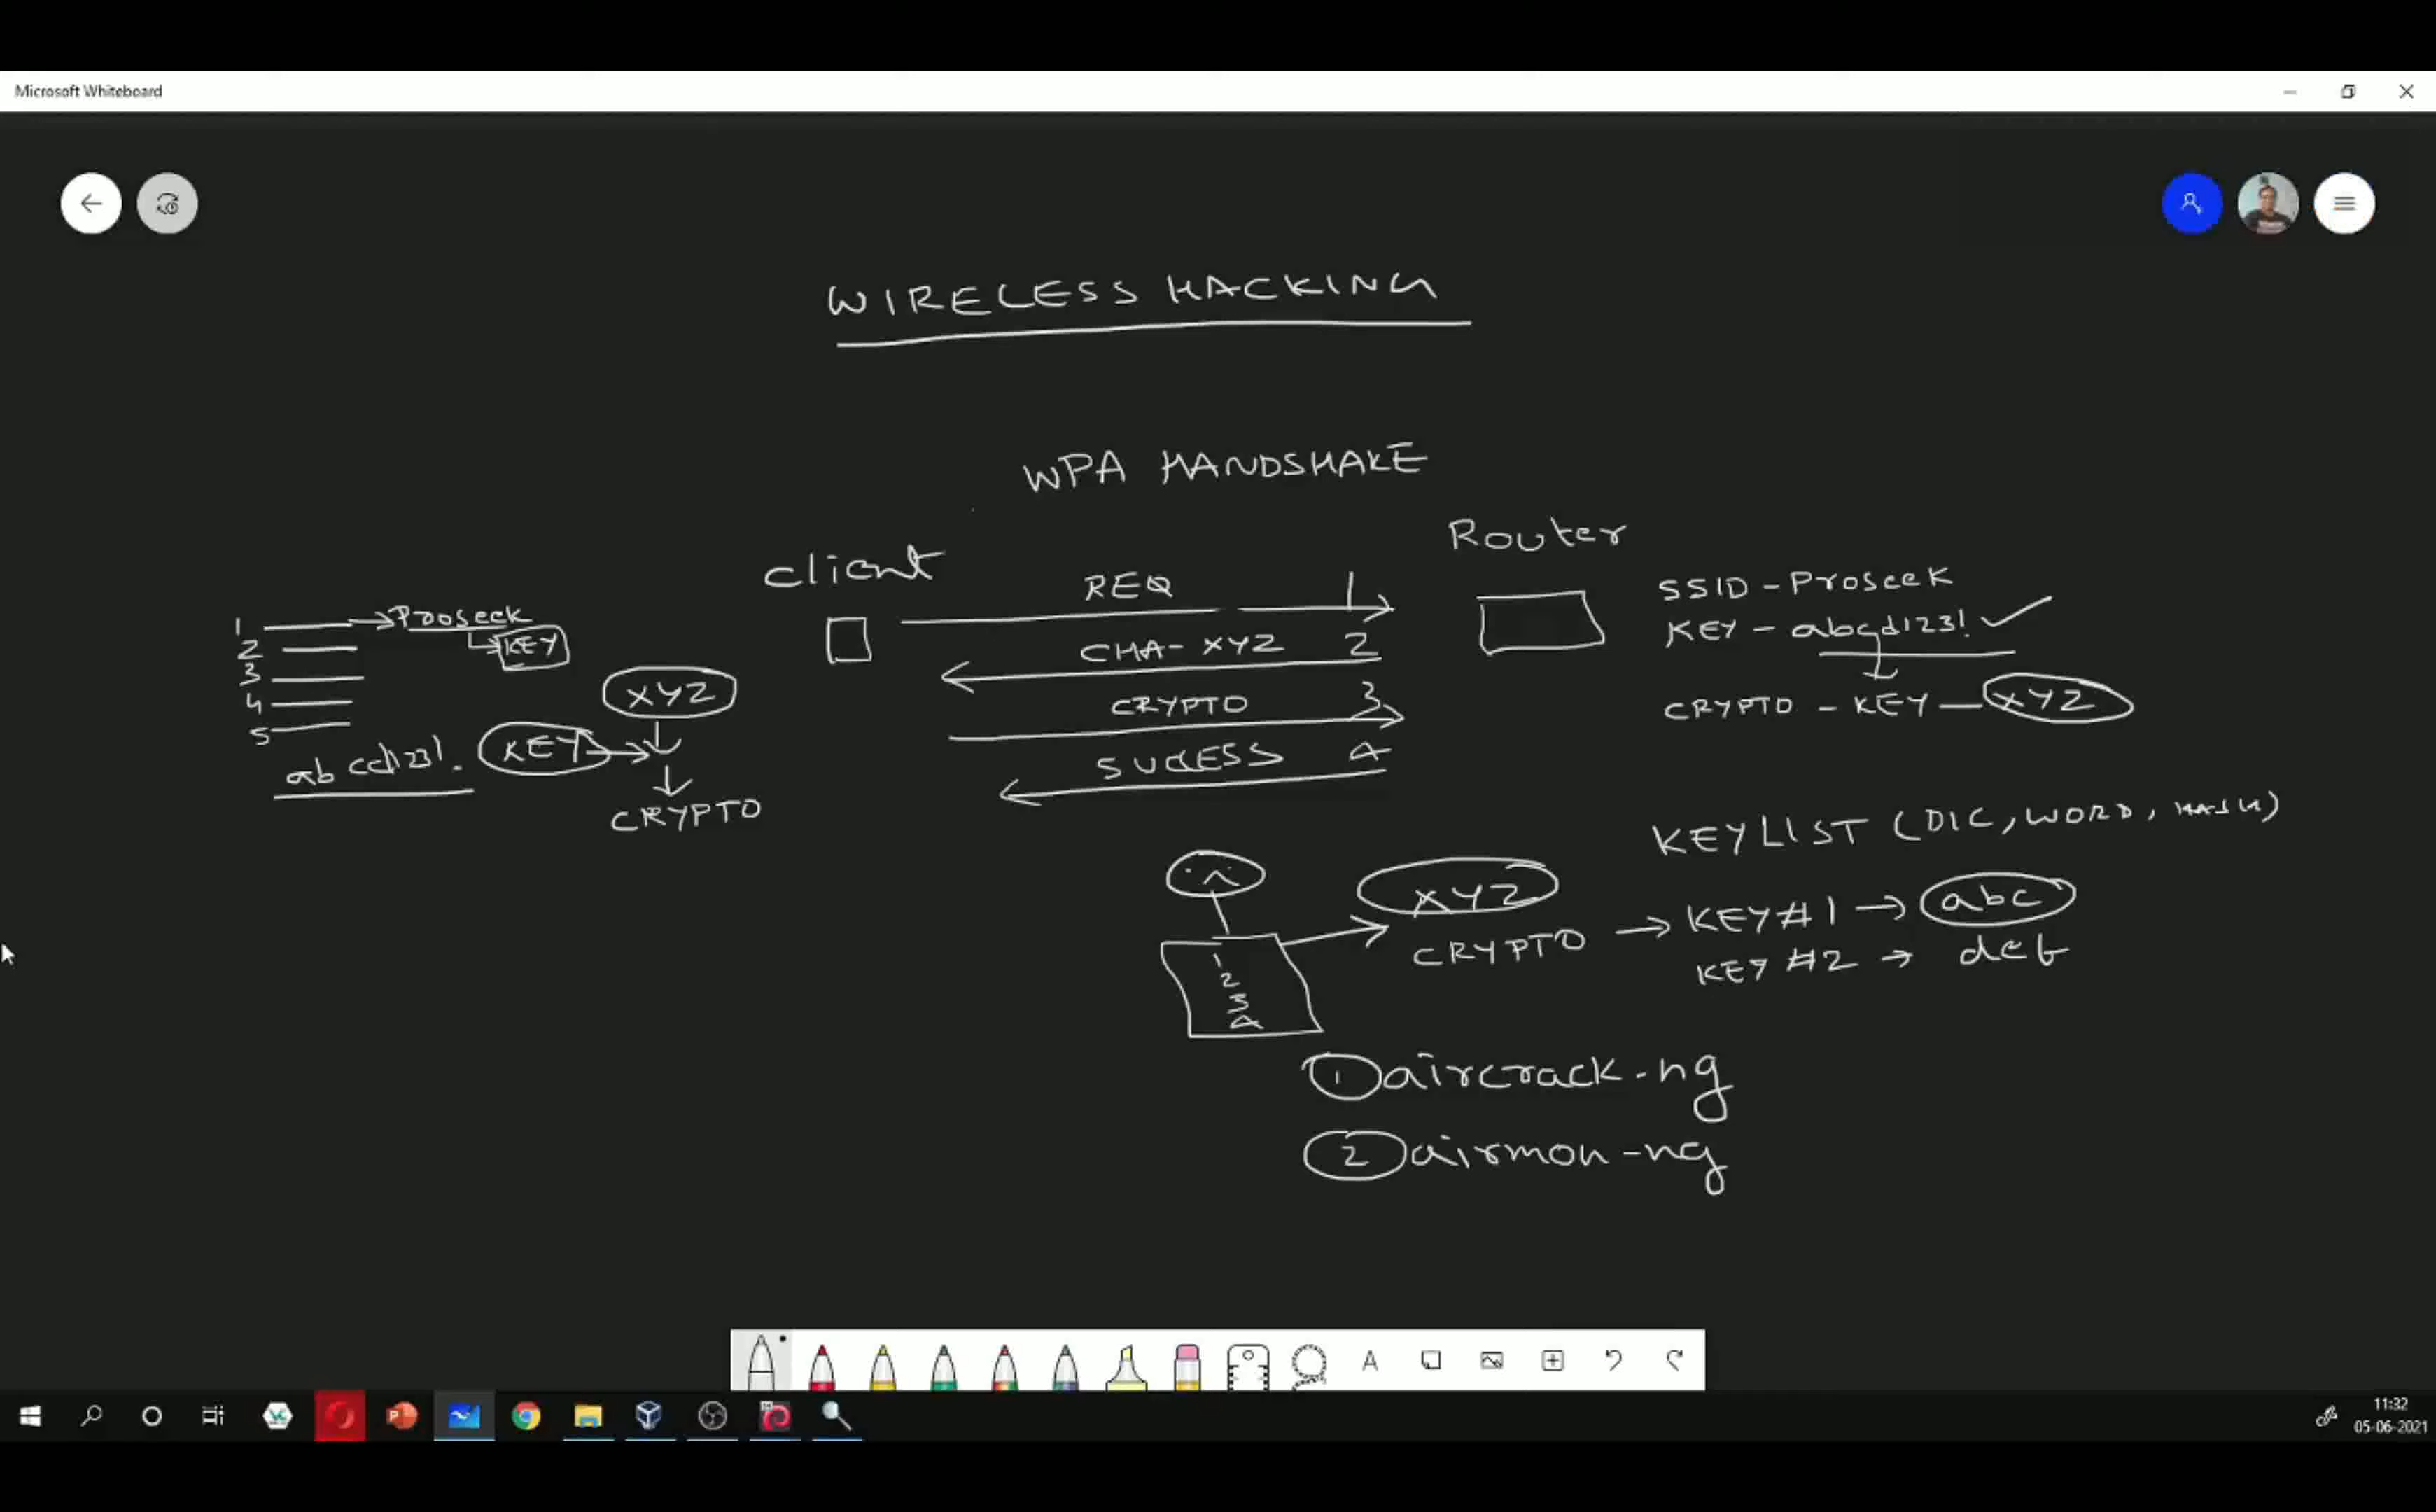 Microsoft Whiteboard
WIRELESS HACKING
WPA HANDSHAKE
client
Router
REQ 1
CHA- XYZ 2
CRYPTO 3
SUCCESS 4
1 → Proseek
2 KEY
3
4
5
XYZ
abcd123!. KEY
CRYPTO
SSID - Proseek
KEY - abcd123!
CRYPTO - KEY - XYZ
KEYLIST (DIC, WORD, HASH)
XYZ
CRYPTO → KEY #1 → abc
KEY #2 → def
1
2
3
4
1 aircrack-ng
2 airmon-ng
A
11:32
05-06-2021